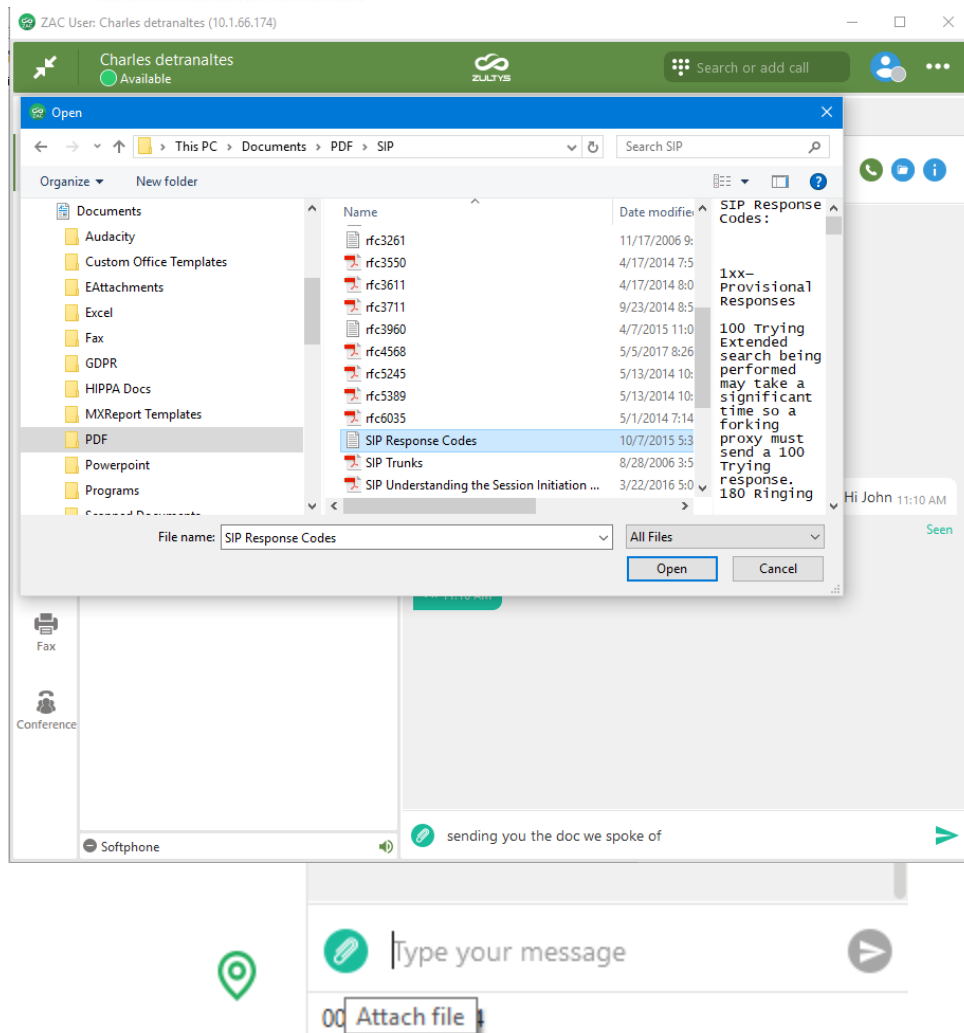 ZAC User: Charles detranaltes (10.1.66.174)
Charles detranaltes
Available
ZULTYS
Search or add call
Open
This PC > Documents > PDF > SIP
Search SIP
Organize
New folder
Documents
Audacity
Custom Office Templates
EAttachments
Excel
Fax
GDPR
HIPPA Docs
MXReport Templates
PDF
Powerpoint
Programs
Name Date modifie
rfc3261 11/17/2006 9:
rfc3550 4/17/2014 7:5
rfc3611 4/17/2014 8:0
rfc3711 9/23/2014 8:5
rfc3960 4/7/2015 11:0
rfc4568 5/5/2017 8:26
rfc5245 5/13/2014 10:
rfc5389 5/13/2014 10:
rfc6035 5/1/2014 7:14
SIP Response Codes 10/7/2015 5:3
SIP Trunks 8/28/2006 3:5
SIP Understanding the Session Initiation ... 3/22/2016 5:0
SIP Response
Codes:
1xx—
Provisional
Responses
100 Trying
Extended
search being
performed
may take a
significant
time so a
forking
proxy must
send a 100
Trying
response.
180 Ringing
File name: SIP Response Codes
All Files
Open
Cancel
Hi John 11:10 AM
Seen
Fax
Conference
Softphone
sending you the doc we spoke of
Type your message
00
Attach file